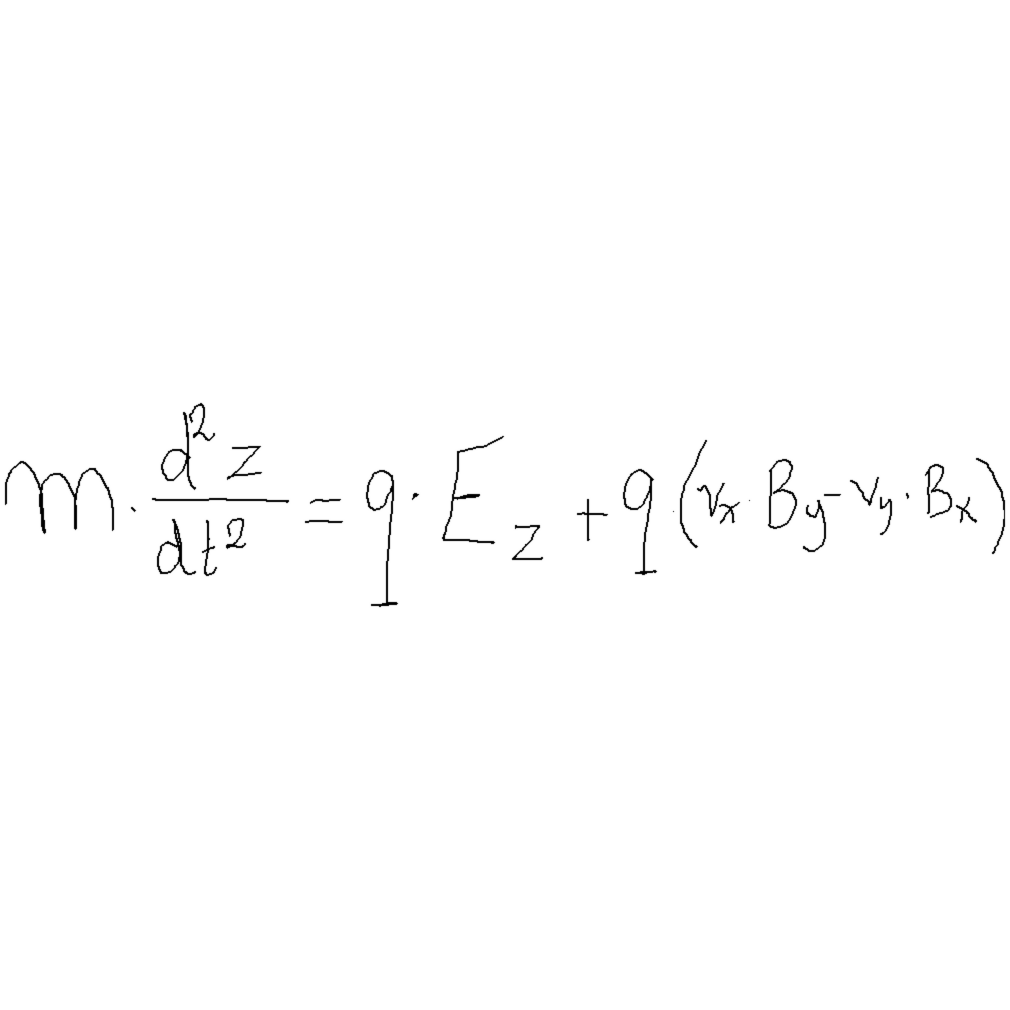 m · d²z/dt² = q · E_z + q (v_x · B_y - v_y · B_x)